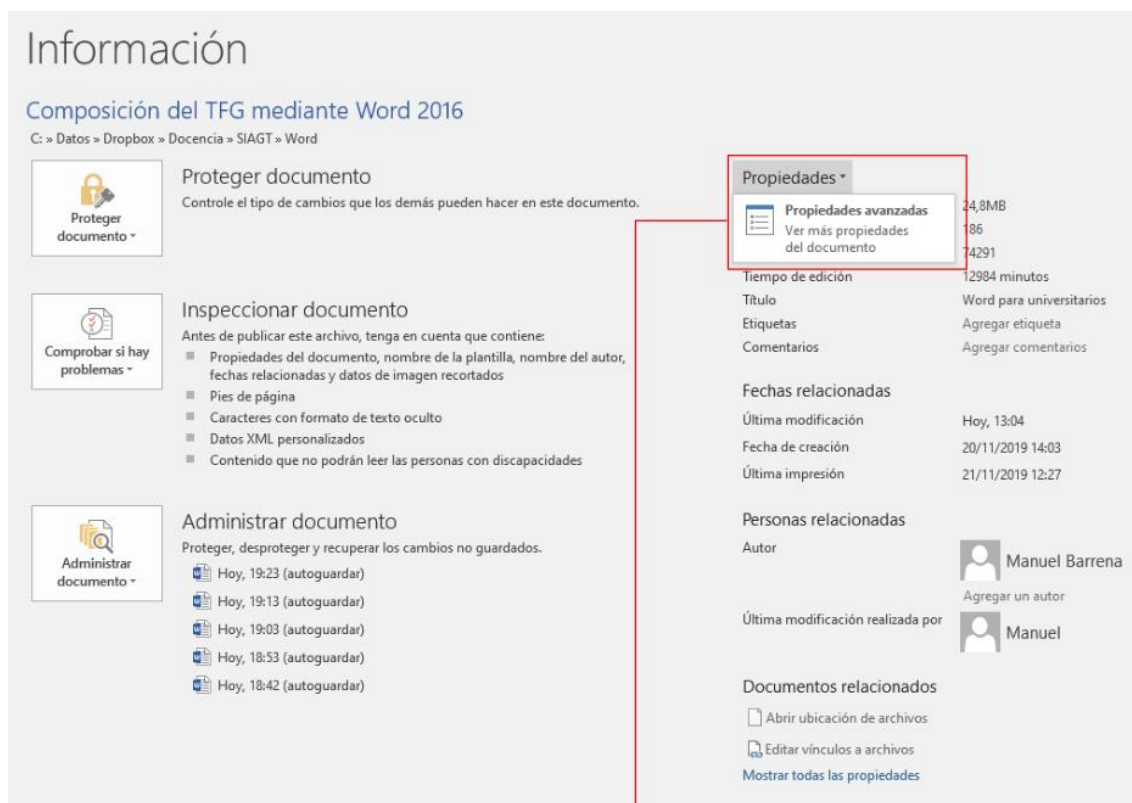 Información
Composición del TFG mediante Word 2016
C: » Datos » Dropbox » Docencia » SIAGT » Word
Proteger
documento
Proteger documento
Controle el tipo de cambios que los demás pueden hacer en este documento.
Comprobar si hay
problemas
Inspeccionar documento
Antes de publicar este archivo, tenga en cuenta que contiene:
Propiedades del documento, nombre de la plantilla, nombre del autor,
fechas relacionadas y datos de imagen recortados
Pies de página
Caracteres con formato de texto oculto
Datos XML personalizados
Contenido que no podrán leer las personas con discapacidades
Administrar
documento
Administrar documento
Proteger, desproteger y recuperar los cambios no guardados.
Hoy, 19:23 (autoguardar)
Hoy, 19:13 (autoguardar)
Hoy, 19:03 (autoguardar)
Hoy, 18:53 (autoguardar)
Hoy, 18:42 (autoguardar)
Propiedades
Propiedades avanzadas
Ver más propiedades
del documento
24,8MB
186
74291
Tiempo de edición 12984 minutos
Título Word para universitarios
Etiquetas Agregar etiqueta
Comentarios Agregar comentarios
Fechas relacionadas
Última modificación Hoy, 13:04
Fecha de creación 20/11/2019 14:03
Última impresión 21/11/2019 12:27
Personas relacionadas
Autor Manuel Barrena
Agregar un autor
Última modificación realizada por Manuel
Documentos relacionados
Abrir ubicación de archivos
Editar vínculos a archivos
Mostrar todas las propiedades